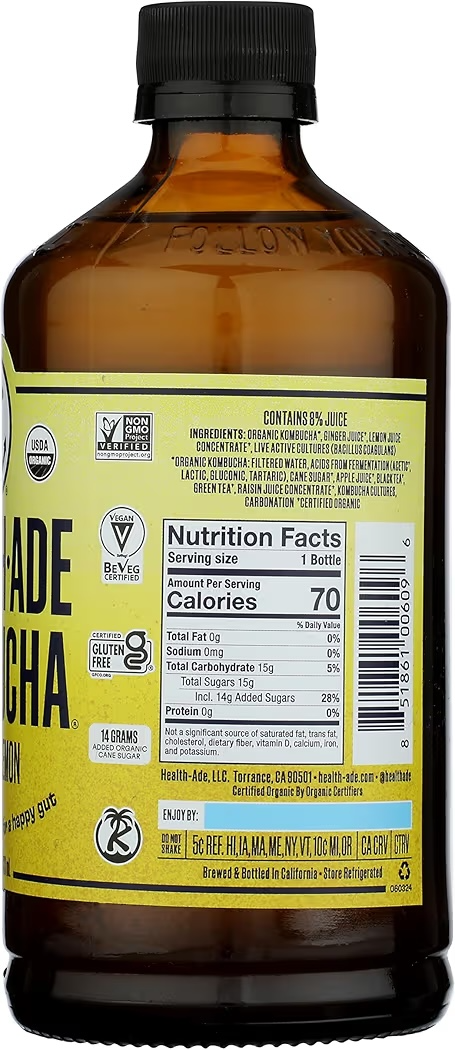 FOLLOW YOUR
USDA
ORGANIC
NON
GMO
Project
VERIFIED
nongmoproject.org
CONTAINS 8% JUICE
INGREDIENTS: ORGANIC KOMBUCHA*, GINGER JUICE*, LEMON JUICE
CONCENTRATE*, LIVE ACTIVE CULTURES (BACILLUS COAGULANS)
*ORGANIC KOMBUCHA: FILTERED WATER, ACIDS FROM FERMENTATION (ACETIC*,
LACTIC, GLUCONIC, TARTARIC), CANE SUGAR*, APPLE JUICE*, BLACK TEA*,
GREEN TEA*, RAISIN JUICE CONCENTRATE*, KOMBUCHA CULTURES,
CARBONATION *CERTIFIED ORGANIC
-ADE
CHA®
MON
a happy gut
VEGAN
V
BEVEG
CERTIFIED
CERTIFIED
GLUTEN
FREE
GFCO.ORG
14 GRAMS
ADDED ORGANIC
CANE SUGAR
Nutrition Facts
Serving size 1 Bottle
Amount Per Serving
Calories 70
% Daily Value
Total Fat 0g 0%
Sodium 0mg 0%
Total Carbohydrate 15g 5%
Total Sugars 15g
Incl. 14g Added Sugars 28%
Protein 0g 0%
Not a significant source of saturated fat, trans fat,
cholesterol, dietary fiber, vitamin D, calcium, iron,
and potassium.
8 51861 00609 6
Health-Ade, LLC. Torrance, CA 90501 • health-ade.com • @healthade
Certified Organic By Organic Certifiers
ENJOY BY:
K
DO NOT
SHAKE
5¢ REF. HI,IA,MA,ME,NY,VT, 10¢ MI,OR CA CRV CTRV
Brewed & Bottled In California • Store Refrigerated
060324